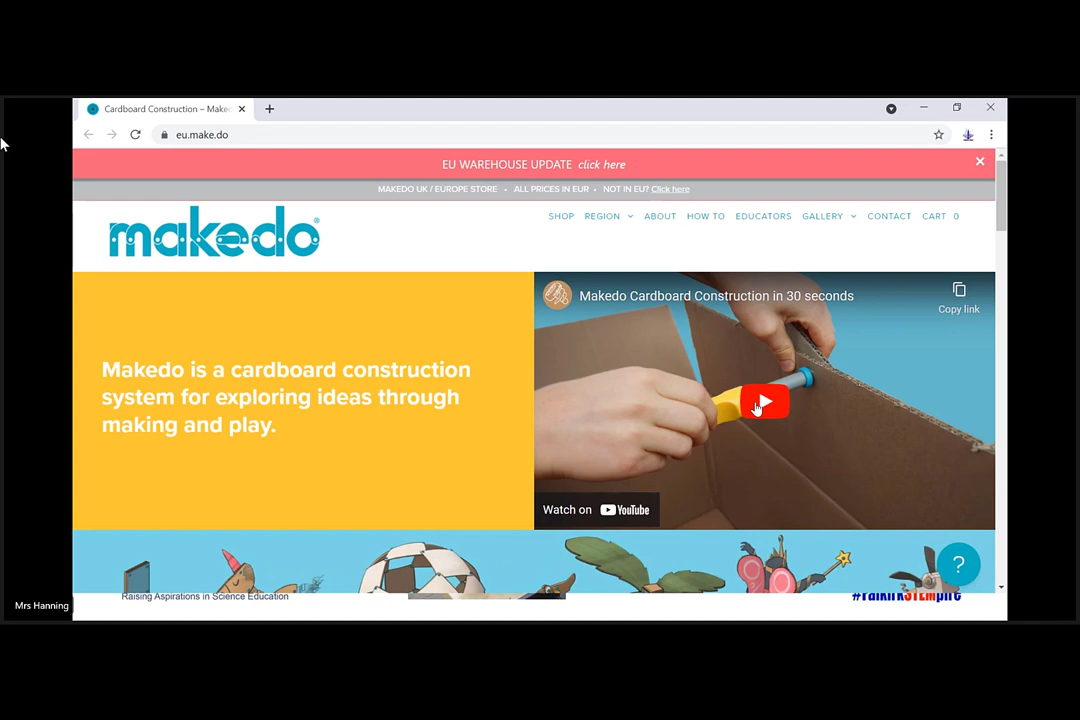 Cardboard Construction – Make
eu.make.do
EU WAREHOUSE UPDATE click here
MAKEDO UK / EUROPE STORE • ALL PRICES IN EUR • NOT IN EU? Click here
makedo®
SHOP REGION ABOUT HOW TO EDUCATORS GALLERY CONTACT CART 0
Makedo Cardboard Construction in 30 seconds
Copy link
Makedo is a cardboard construction
system for exploring ideas through
making and play.
Watch on YouTube
?
Raising Aspirations in Science Education
#FalkirkSTEMpire
Mrs Hanning